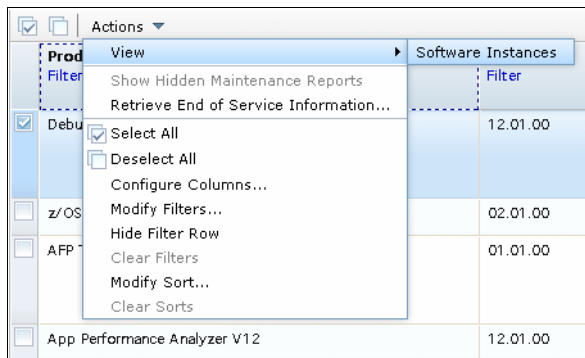 Actions
Prod
Filter
Filter
View
Software Instances
Show Hidden Maintenance Reports
Retrieve End of Service Information...
Select All
Deselect All
Configure Columns...
Modify Filters...
Hide Filter Row
Clear Filters
Modify Sort...
Clear Sorts
Debu
12.01.00
z/OS
02.01.00
AFP T
01.01.00
App Performance Analyzer V12
12.01.00